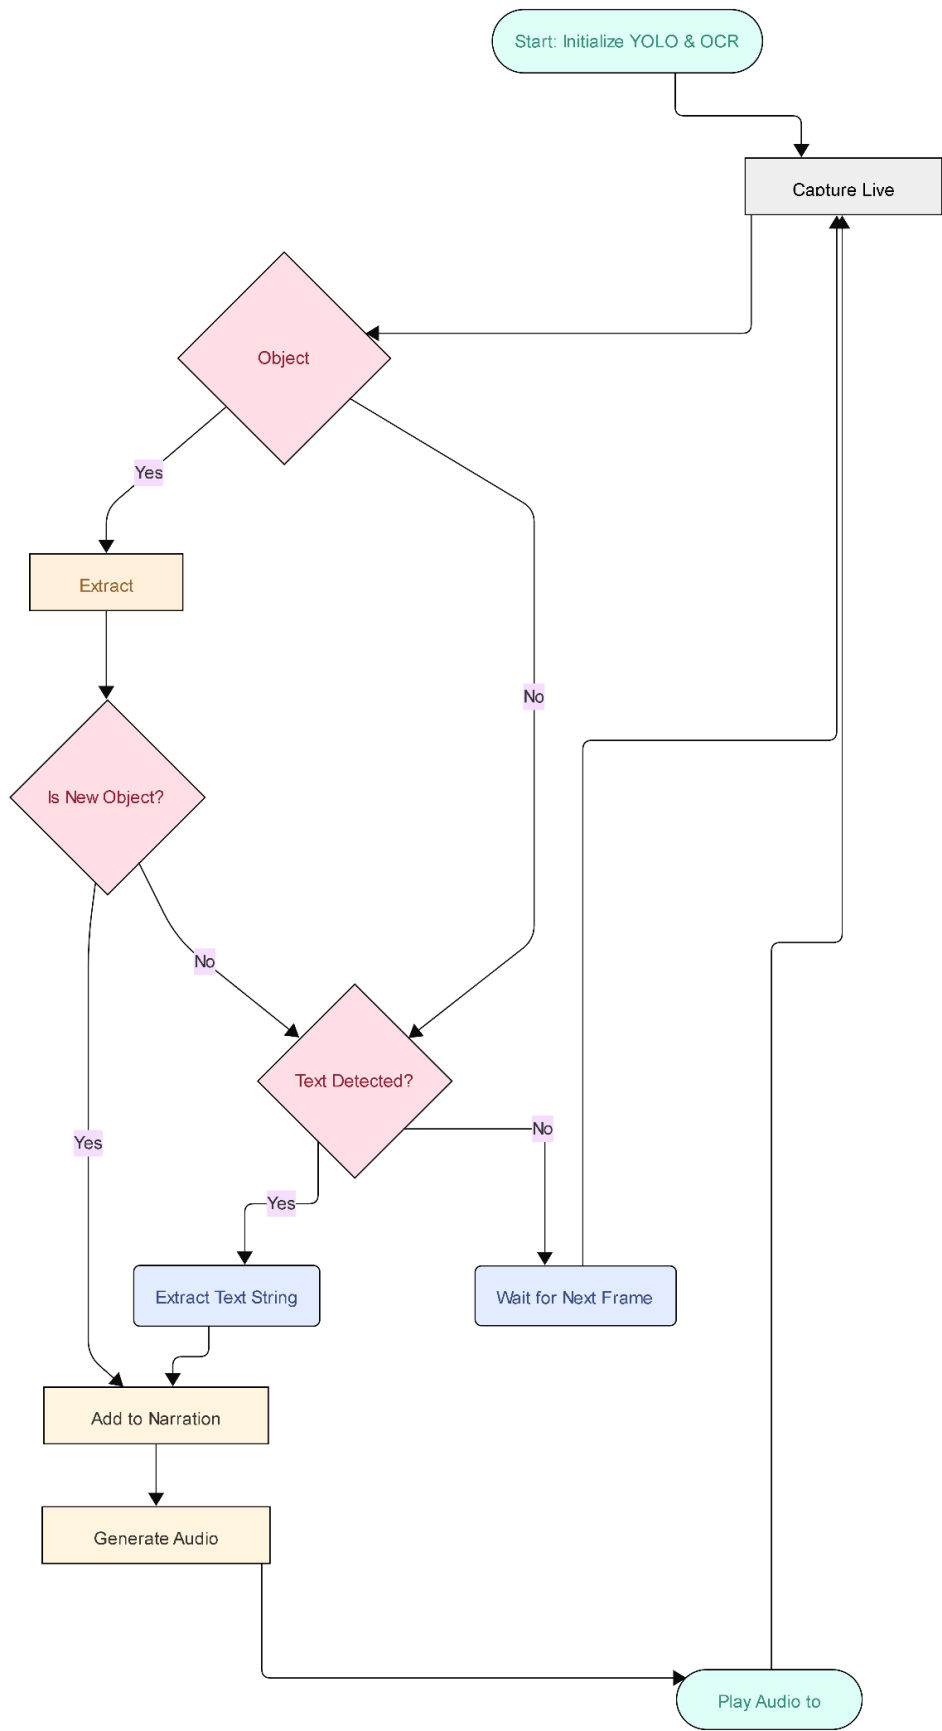 Start: Initialize YOLO & OCR
Capture Live
Object
Yes
Extract
No
Is New Object?
No
Text Detected?
No
Yes
Yes
Extract Text String
Wait for Next Frame
Add to Narration
Generate Audio
Play Audio to